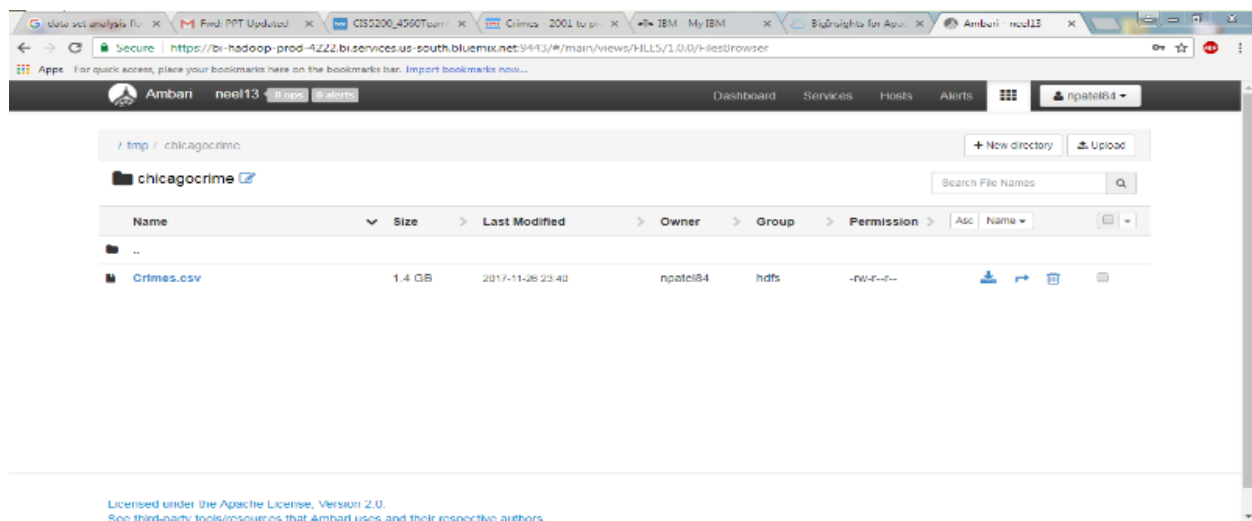 data set analysis flo M Fwd: PPT Updated CIS5200_4560Team Crimes - 2001 to pr IBM - My IBM BigInsights for Apac Ambari - neel13
Secure https://bi-hadoop-prod-4222.bi.services.us-south.bluemix.net:9443/#/main/views/FILES/1.0.0/FilesBrowser
Apps For quick access, place your bookmarks here on the bookmarks bar. Import bookmarks now...
Ambari neel13 0 ops 0 alerts Dashboard Services Hosts Alerts npatel84
/ tmp / chicagocrime + New directory Upload
chicagocrime Search File Names
Name Size Last Modified Owner Group Permission Asc Name
..
Crimes.csv 1.4 GB 2017-11-26 23:40 npatel84 hdfs -rw-r--r--
Licensed under the Apache License, Version 2.0.
See third-party tools/resources that Ambari uses and their respective authors